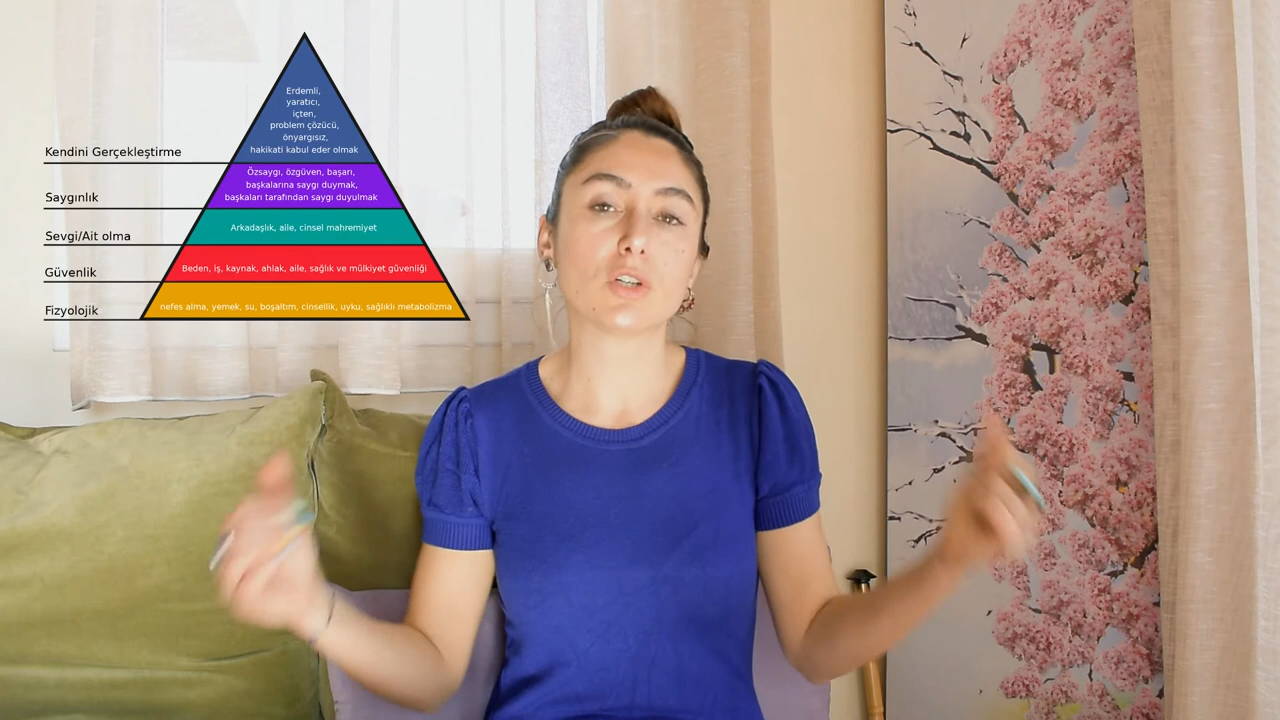 Erdemli,
yaratıcı,
içten,
problem çözücü,
önyargısız,
hakikati kabul eder olmak
Kendini Gerçekleştirme
Özsaygı, özgüven, başarı,
başkalarına saygı duymak,
başkaları tarafından saygı duyulmak
Saygınlık
Arkadaşlık, aile, cinsel mahremiyet
Sevgi/Ait olma
Beden, iş, kaynak, ahlak, aile, sağlık ve mülkiyet güvenliği
Güvenlik
nefes alma, yemek, su, boşaltım, cinsellik, uyku, sağlıklı metabolizma
Fizyolojik